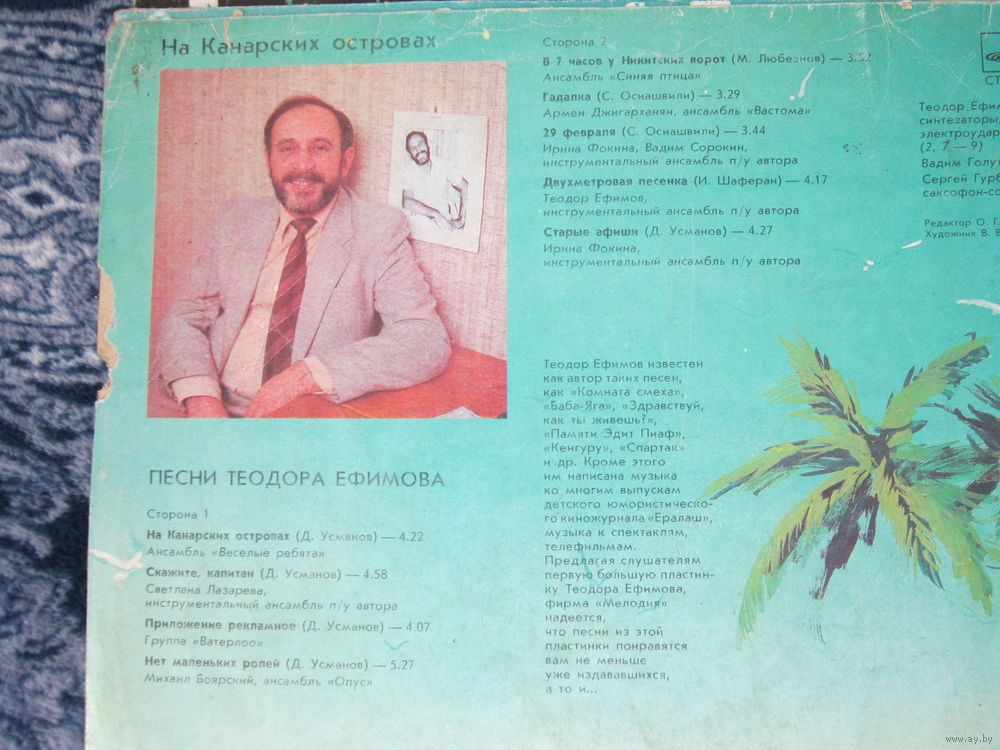 На Канарских островах
ПЕСНИ ТЕОДОРА ЕФИМОВА
Сторона 1
На Канарских островах (Д. Усманов) — 4.22
Ансамбль «Веселые ребята»
Скажите, капитан (Д. Усманов) — 4.58
Светлана Лазарева,
инструментальный ансамбль п/у автора
Приложение рекламное (Д. Усманов) — 4.07
Группа «Ватерлоо»
Нет маленьких ролей (Д. Усманов) — 5.27
Михаил Боярский, ансамбль «Опус»
Сторона 2
В 7 часов у Никитских ворот (М. Любезнов) — 3.52
Ансамбль «Синяя птица»
Гадалка (С. Осиашвили) — 3.29
Армен Джигарханян, ансамбль «Вастома»
29 февраля (С. Осиашвили) — 3.44
Ирина Фокина, Вадим Сорокин,
инструментальный ансамбль п/у автора
Двухметровая песенка (И. Шаферан) — 4.17
Теодор Ефимов,
инструментальный ансамбль п/у автора
Старые афиши (Д. Усманов) — 4.27
Ирина Фокина,
инструментальный ансамбль п/у автора
Теодор Ефимов известен
как автор таких песен,
как «Комната смеха»,
«Баба-Яга», «Здравствуй,
как ты живешь?»,
«Памяти Эдит Пиаф»,
«Кенгуру», «Спартак»
и др. Кроме этого
им написана музыка
ко многим выпускам
детского юмористическо-
го киножурнала «Ералаш»,
музыка к спектаклям,
телефильмам.
Предлагая слушателям
первую большую пластин-
ку Теодора Ефимова,
фирма «Мелодия»
надеется,
что песни из этой
пластинки понравятся
вам не меньше
уже издававшихся,
а то и...
СТ
Теодор Ефим
синтезаторы,
электроудар
(2, 7 — 9)
Вадим Голут
Сергей Гурб
саксофон-со
Редактор О. Г
Художник В. В
www.ay.by